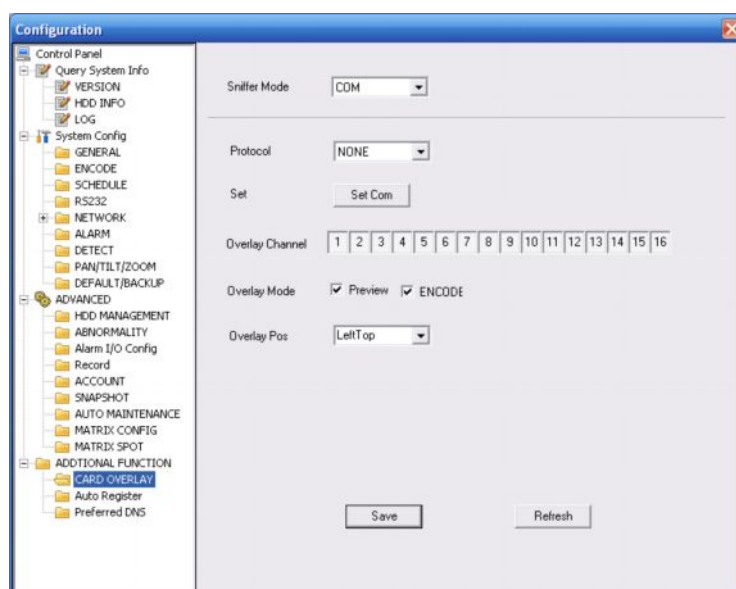 Configuration
Control Panel
Query System Info
VERSION
HDD INFO
LOG
System Config
GENERAL
ENCODE
SCHEDULE
RS232
NETWORK
ALARM
DETECT
PAN/TILT/ZOOM
DEFAULT/BACKUP
ADVANCED
HDD MANAGEMENT
ABNORMALITY
Alarm I/O Config
Record
ACCOUNT
SNAPSHOT
AUTO MAINTENANCE
MATRIX CONFIG
MATRIX SPOT
ADDTIONAL FUNCTION
CARD OVERLAY
Auto Register
Preferred DNS
Sniffer Mode COM
Protocol NONE
Set Set Com
Overlay Channel 1 2 3 4 5 6 7 8 9 10 11 12 13 14 15 16
Overlay Mode Preview ENCODE
Overlay Pos LeftTop
Save Refresh